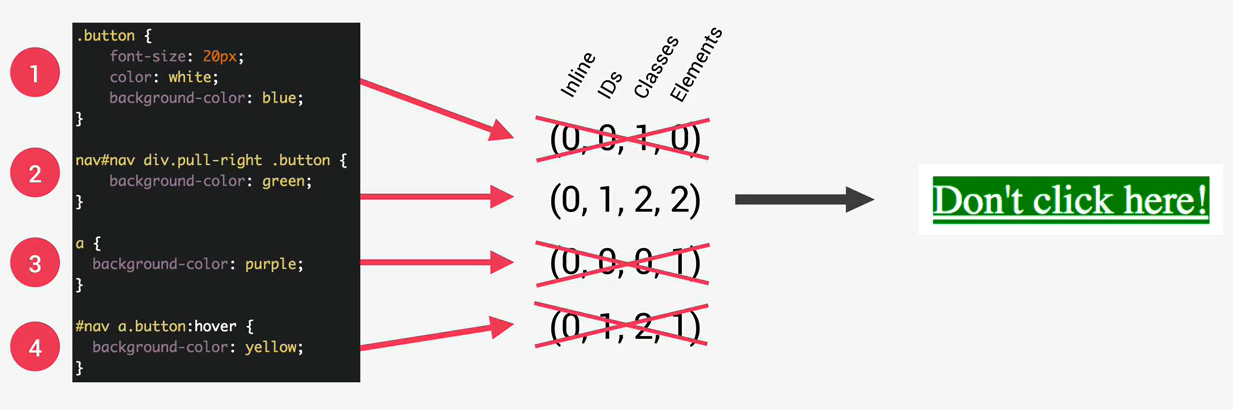 1
.button {
font-size: 20px;
color: white;
background-color: blue;
}
2
nav#nav div.pull-right .button {
background-color: green;
}
3
a {
background-color: purple;
}
4
#nav a.button:hover {
background-color: yellow;
}
Inline
IDs
Classes
Elements
(0, 0, 1, 0)
(0, 1, 2, 2)
(0, 0, 0, 1)
(0, 1, 2, 1)
Don't click here!